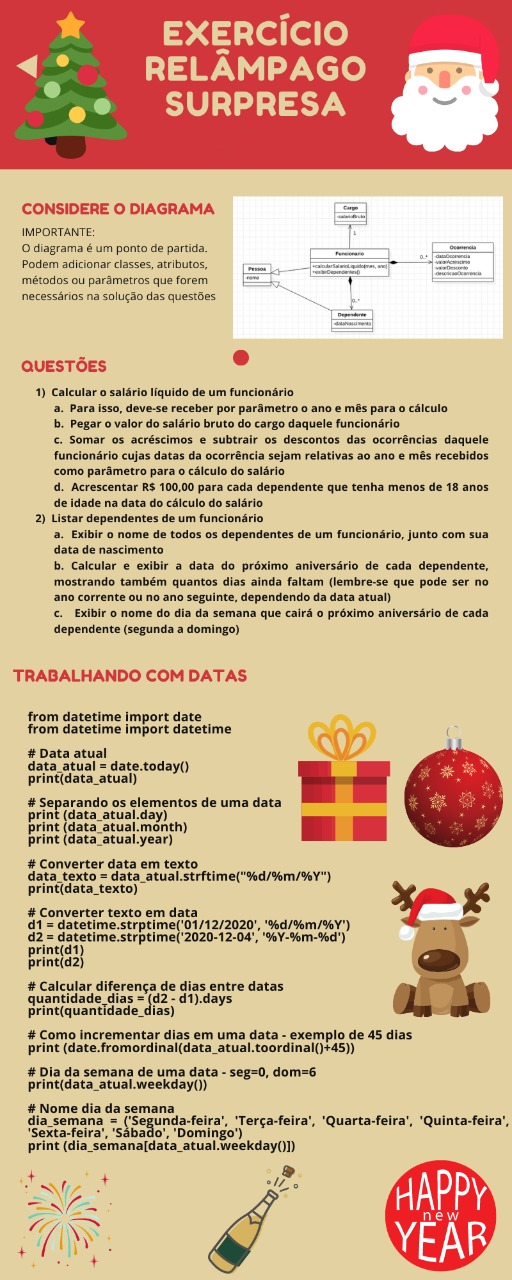 EXERCÍCIO
RELÂMPAGO
SURPRESA
CONSIDERE O DIAGRAMA
IMPORTANTE:
O diagrama é um ponto de partida.
Podem adicionar classes, atributos,
métodos ou parâmetros que forem
necessários na solução das questões
Cargo
-salarioBruto
1
Funcionario
+calcularSalarioLiquido(mes, ano)
+exibirDependentes()
0..*
Ocorrencia
-dataOcorrencia
-valorAcrescimo
-valorDesconto
-descricaoOcorrencia
Pessoa
-nome
0..*
Dependente
-dataNascimento
QUESTÕES
1) Calcular o salário líquido de um funcionário
a. Para isso, deve-se receber por parâmetro o ano e mês para o cálculo
b. Pegar o valor do salário bruto do cargo daquele funcionário
c. Somar os acréscimos e subtrair os descontos das ocorrências daquele
funcionário cujas datas da ocorrência sejam relativas ao ano e mês recebidos
como parâmetro para o cálculo do salário
d. Acrescentar R$ 100,00 para cada dependente que tenha menos de 18 anos
de idade na data do cálculo do salário
2) Listar dependentes de um funcionário
a. Exibir o nome de todos os dependentes de um funcionário, junto com sua
data de nascimento
b. Calcular e exibir a data do próximo aniversário de cada dependente,
mostrando também quantos dias ainda faltam (lembre-se que pode ser no
ano corrente ou no ano seguinte, dependendo da data atual)
c. Exibir o nome do dia da semana que cairá o próximo aniversário de cada
dependente (segunda a domingo)
TRABALHANDO COM DATAS
from datetime import date
from datetime import datetime
# Data atual
data_atual = date.today()
print(data_atual)
# Separando os elementos de uma data
print (data_atual.day)
print (data_atual.month)
print (data_atual.year)
# Converter data em texto
data_texto = data_atual.strftime("%d/%m/%Y")
print(data_texto)
# Converter texto em data
d1 = datetime.strptime('01/12/2020', '%d/%m/%Y')
d2 = datetime.strptime('2020-12-04', '%Y-%m-%d')
print(d1)
print(d2)
# Calcular diferença de dias entre datas
quantidade_dias = (d2 - d1).days
print(quantidade_dias)
# Como incrementar dias em uma data - exemplo de 45 dias
print (date.fromordinal(data_atual.toordinal()+45))
# Dia da semana de uma data - seg=0, dom=6
print(data_atual.weekday())
# Nome dia da semana
dia_semana = ('Segunda-feira', 'Terça-feira', 'Quarta-feira', 'Quinta-feira',
'Sexta-feira', 'Sábado', 'Domingo')
print (dia_semana[data_atual.weekday()])
HAPPY
new
YEAR